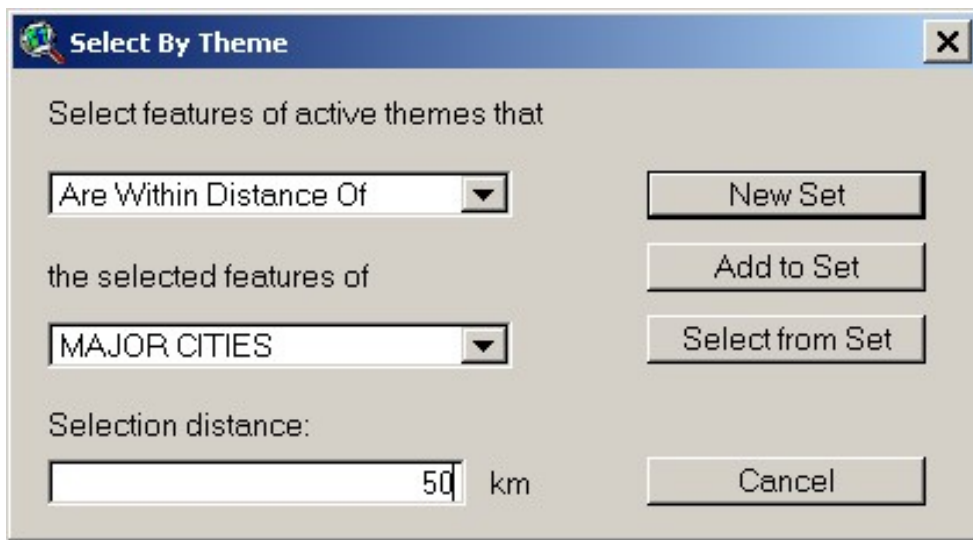 Select By Theme
Select features of active themes that
Are Within Distance Of
New Set
the selected features of
Add to Set
MAJOR CITIES
Select from Set
Selection distance:
50 km
Cancel